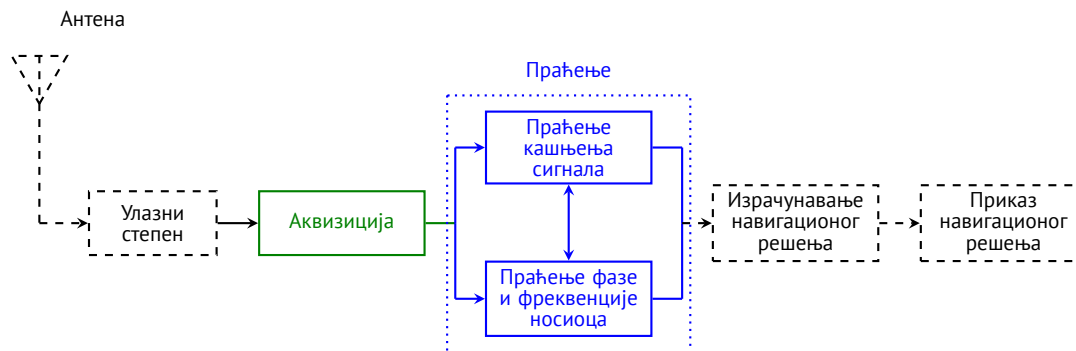 Антена
Улазни
степен
Аквизиција
Праћење
Праћење
кашњења
сигнала
Праћење фазе
и фреквенције
носиоца
Израчунавање
навигационог
решења
Приказ
навигационог
решења